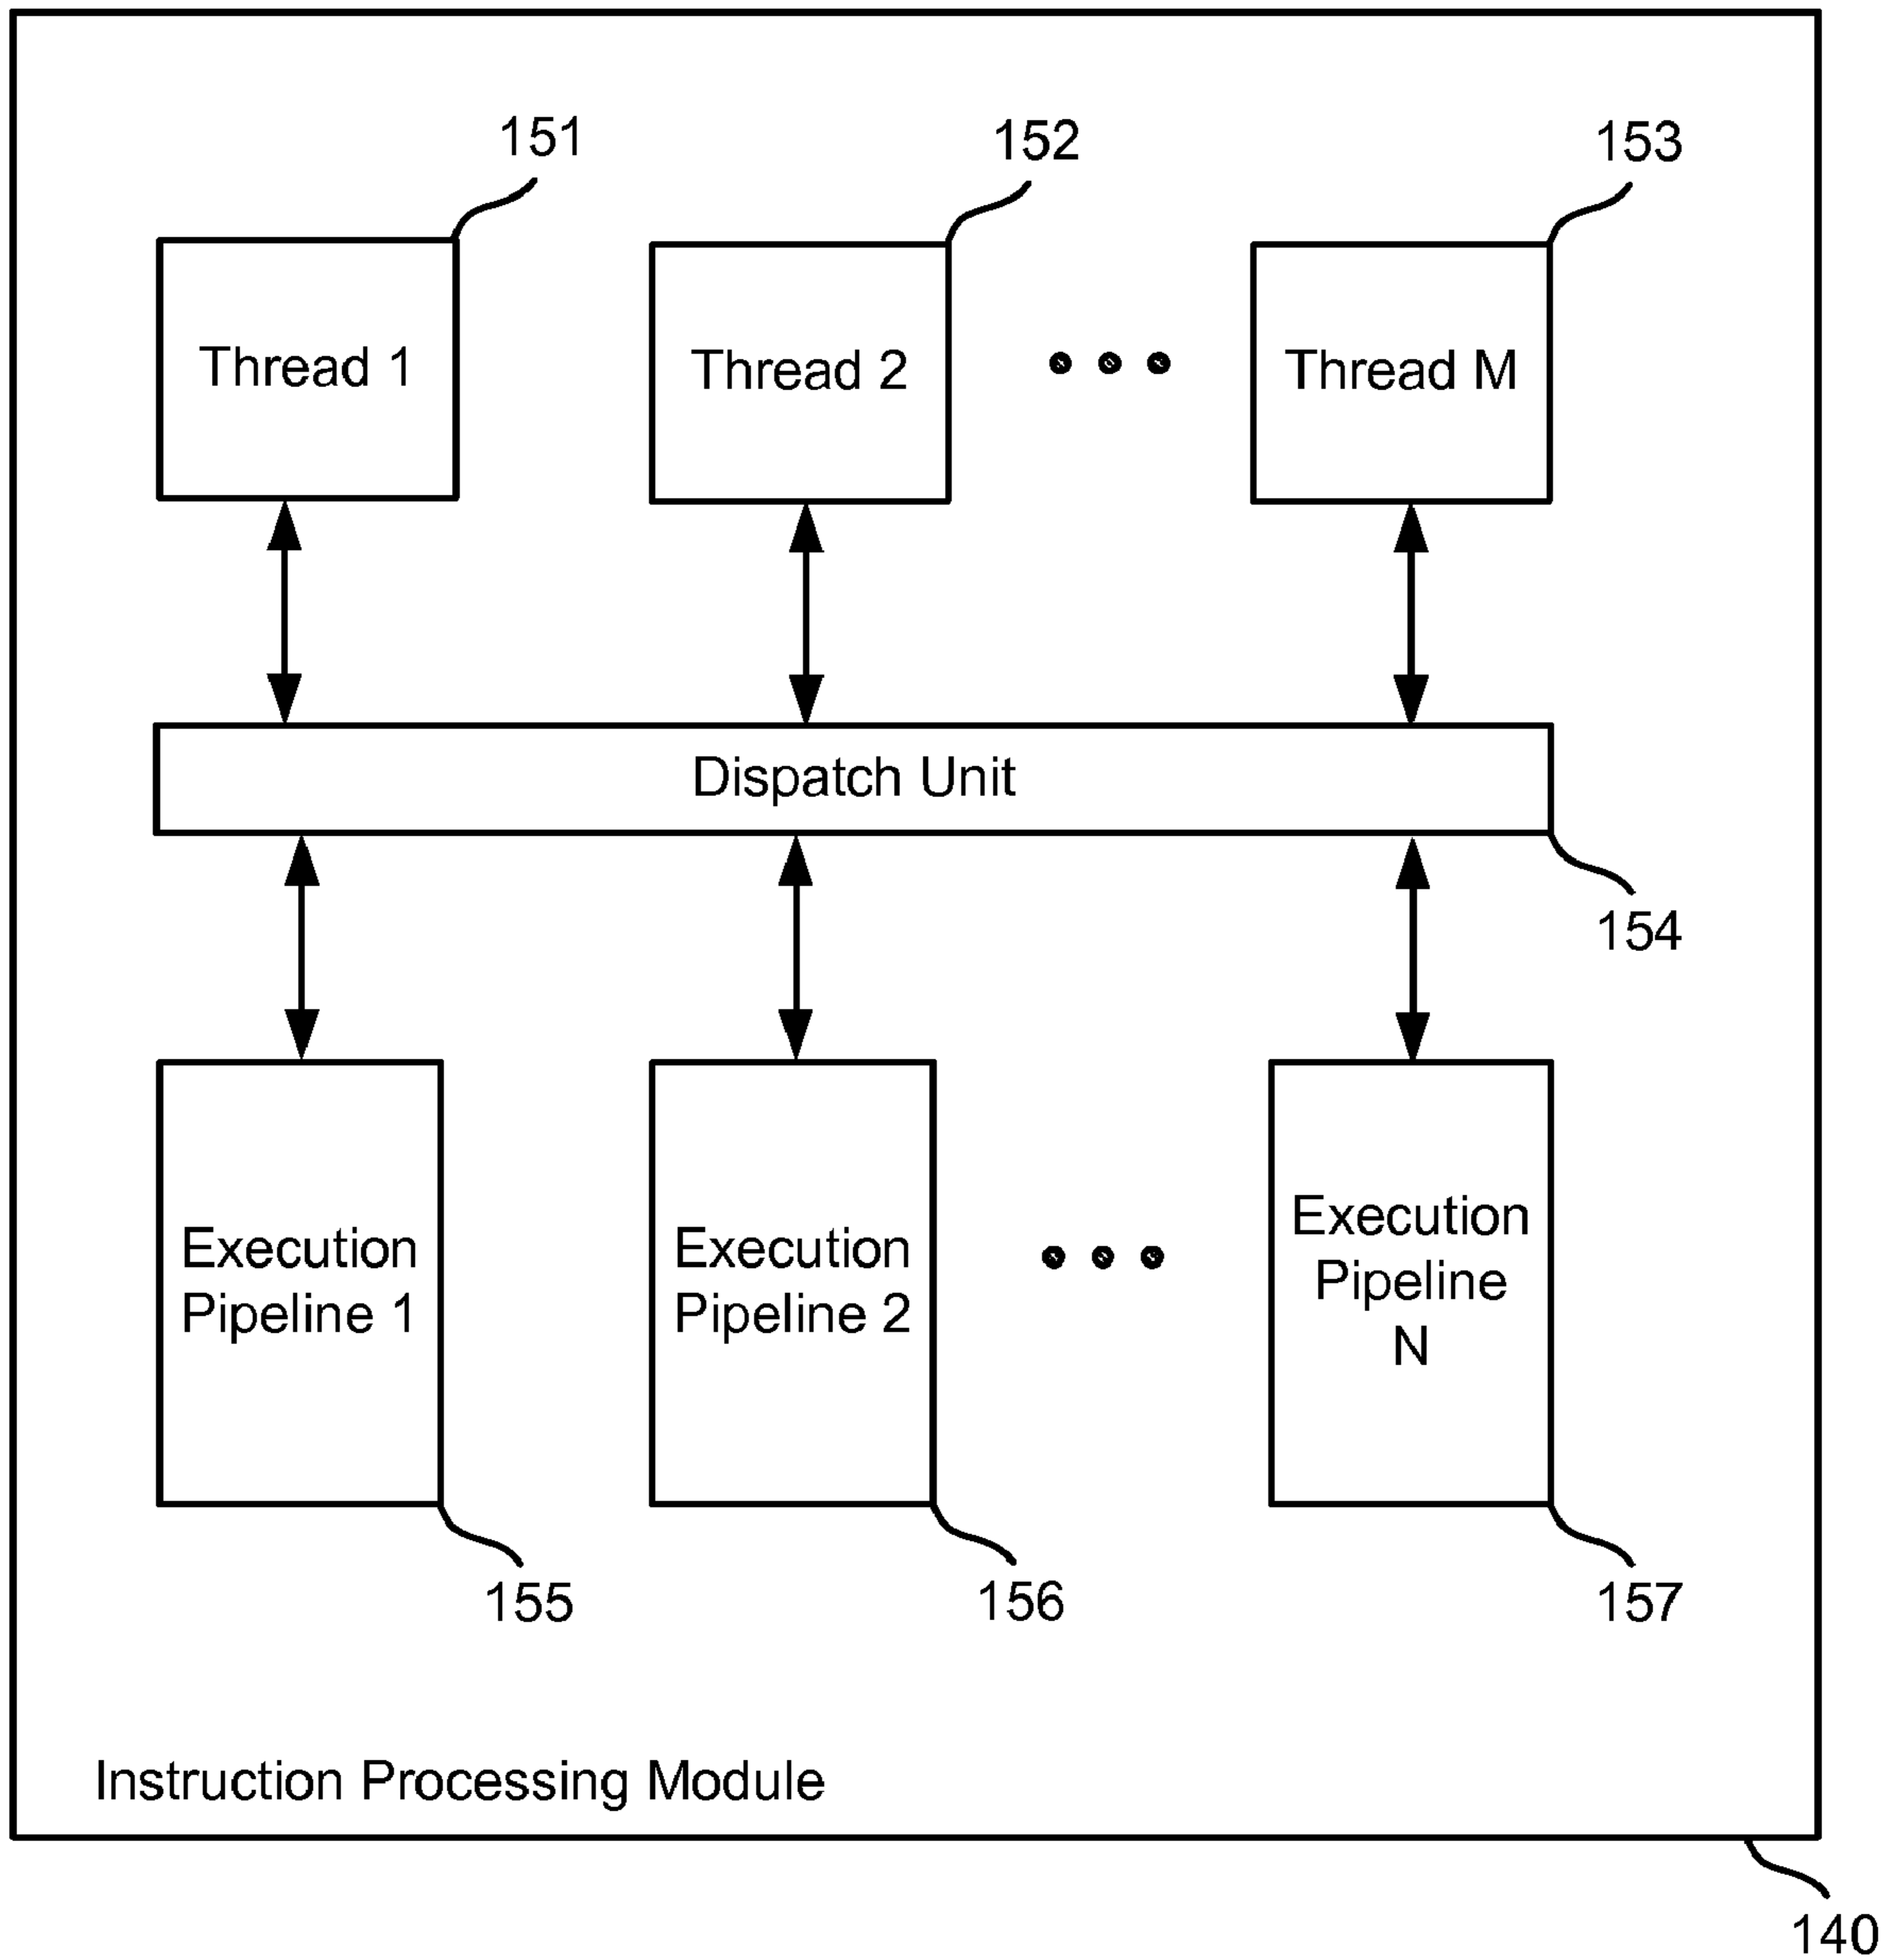 151
152
153
Thread 1
Thread 2
Thread M
Dispatch Unit
154
Execution
Pipeline 1
Execution
Pipeline 2
Execution
Pipeline
N
155
156
157
Instruction Processing Module
140